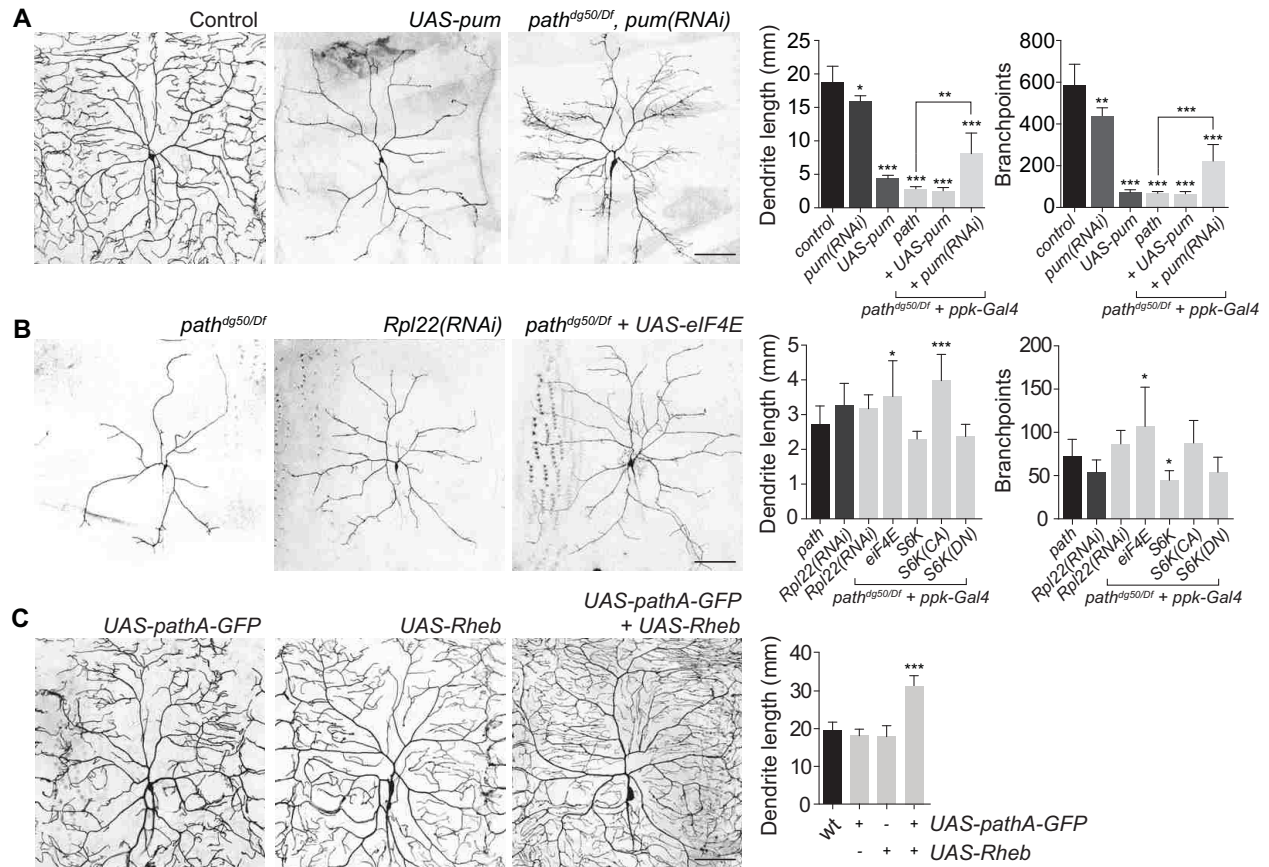 A
Control
UAS-pum
path^dg50/Df, pum(RNAi)
Dendrite length (mm)
25
20
15
10
5
0
*
***
***
***
**
***
control
pum(RNAi)
UAS-pum
path
+ UAS-pum
+ pum(RNAi)
path^dg50/Df + ppk-Gal4
Branchpoints
800
600
400
200
0
**
***
***
***
***
***
control
pum(RNAi)
UAS-pum
path
+ UAS-pum
+ pum(RNAi)
path^dg50/Df + ppk-Gal4
B
path^dg50/Df
Rpl22(RNAi)
path^dg50/Df + UAS-eIF4E
Dendrite length (mm)
5
4
3
2
1
0
*
***
path
Rpl22(RNAi)
Rpl22(RNAi)
eiF4E
S6K
S6K(CA)
S6K(DN)
path^dg50/Df + ppk-Gal4
Branchpoints
200
150
100
50
0
*
*
path
Rpl22(RNAi)
Rpl22(RNAi)
eiF4E
S6K
S6K(CA)
S6K(DN)
path^dg50/Df + ppk-Gal4
C
UAS-pathA-GFP
UAS-Rheb
UAS-pathA-GFP
+ UAS-Rheb
Dendrite length (mm)
40
30
20
10
0
***
wt
+ - + UAS-pathA-GFP
- + + UAS-Rheb